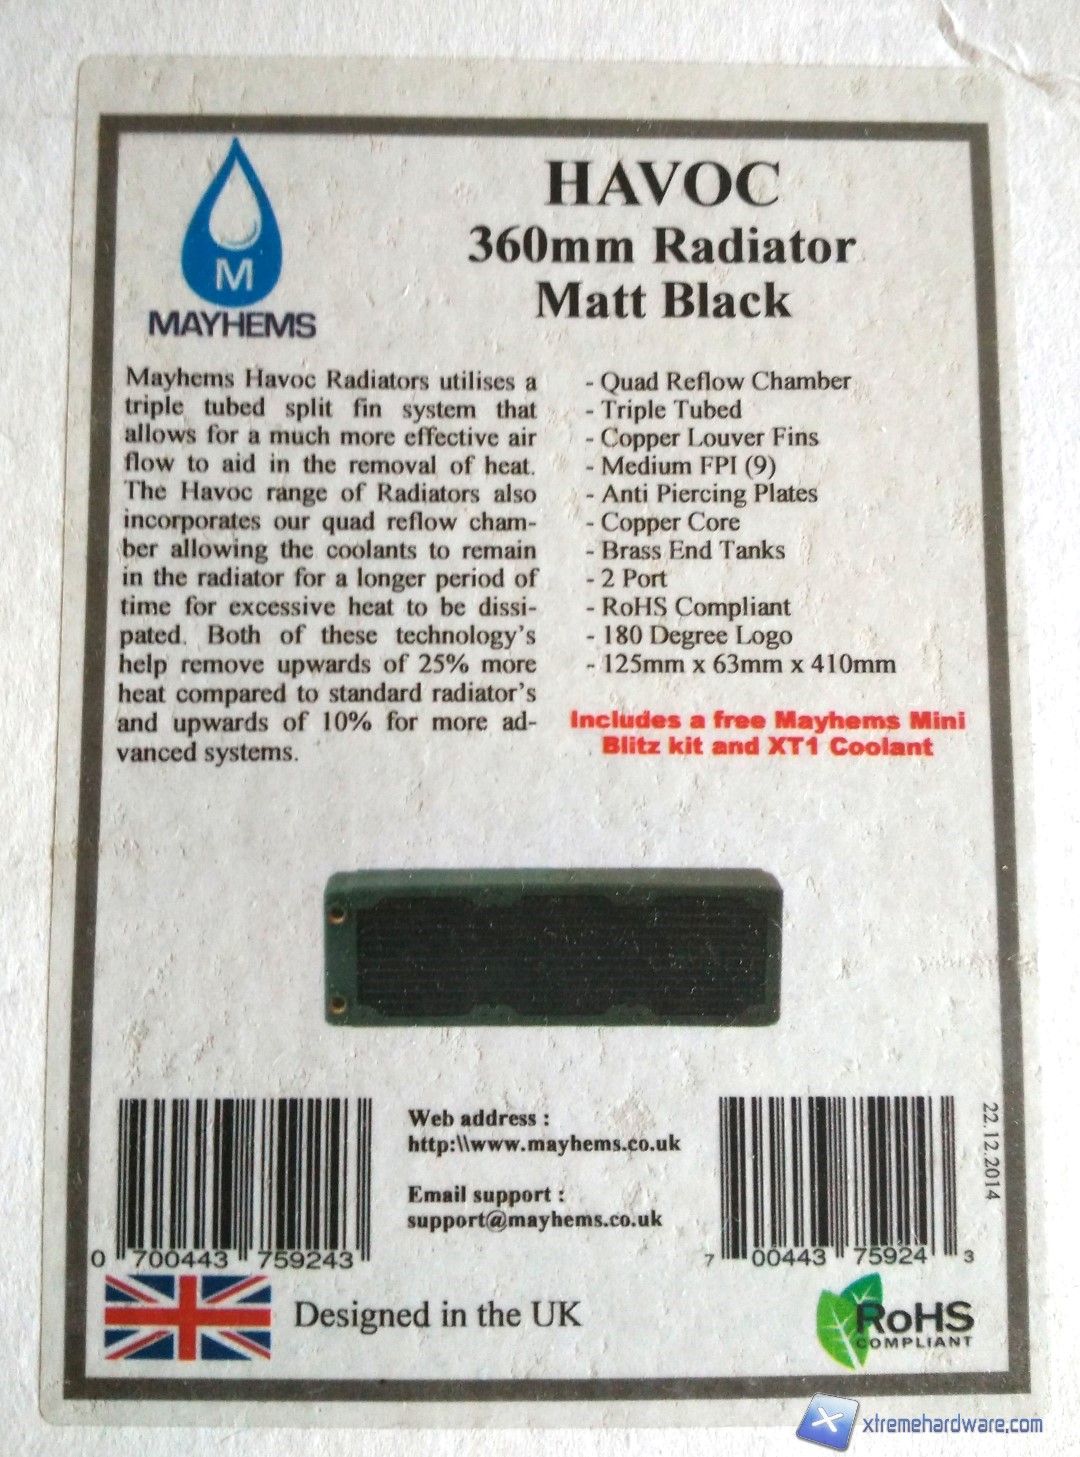 M
MAYHEMS
HAVOC
360mm Radiator
Matt Black
Mayhems Havoc Radiators utilises a
triple tubed split fin system that
allows for a much more effective air
flow to aid in the removal of heat.
The Havoc range of Radiators also
incorporates our quad reflow cham-
ber allowing the coolants to remain
in the radiator for a longer period of
time for excessive heat to be dissi-
pated. Both of these technology's
help remove upwards of 25% more
heat compared to standard radiator's
and upwards of 10% for more ad-
vanced systems.
- Quad Reflow Chamber
- Triple Tubed
- Copper Louver Fins
- Medium FPI (9)
- Anti Piercing Plates
- Copper Core
- Brass End Tanks
- 2 Port
- RoHS Compliant
- 180 Degree Logo
- 125mm x 63mm x 410mm
Includes a free Mayhems Mini
Blitz kit and XT1 Coolant
Web address :
http:\\www.mayhems.co.uk
Email support :
support@mayhems.co.uk
0 700443 759243
7 00443 75924 3
22.12.2014
Designed in the UK
RoHS
COMPLIANT
xtremehardware.com